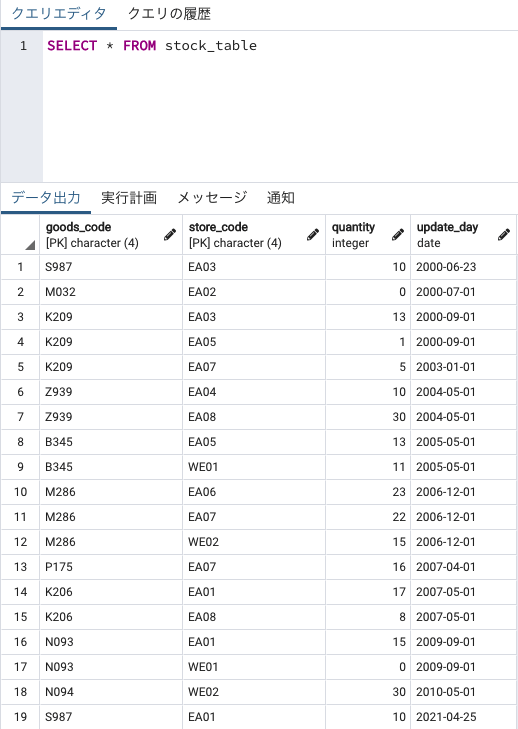 クエリエディタ クエリの履歴
1 SELECT * FROM stock_table
データ出力 実行計画 メッセージ 通知
goods_code store_code quantity update_day
[PK] character (4) [PK] character (4) integer date
1 S987 EA03 10 2000-06-23
2 M032 EA02 0 2000-07-01
3 K209 EA03 13 2000-09-01
4 K209 EA05 1 2000-09-01
5 K209 EA07 5 2003-01-01
6 Z939 EA04 10 2004-05-01
7 Z939 EA08 30 2004-05-01
8 B345 EA05 13 2005-05-01
9 B345 WE01 11 2005-05-01
10 M286 EA06 23 2006-12-01
11 M286 EA07 22 2006-12-01
12 M286 WE02 15 2006-12-01
13 P175 EA07 16 2007-04-01
14 K206 EA01 17 2007-05-01
15 K206 EA08 8 2007-05-01
16 N093 EA01 15 2009-09-01
17 N093 WE01 0 2009-09-01
18 N094 WE02 30 2010-05-01
19 S987 EA01 10 2021-04-25